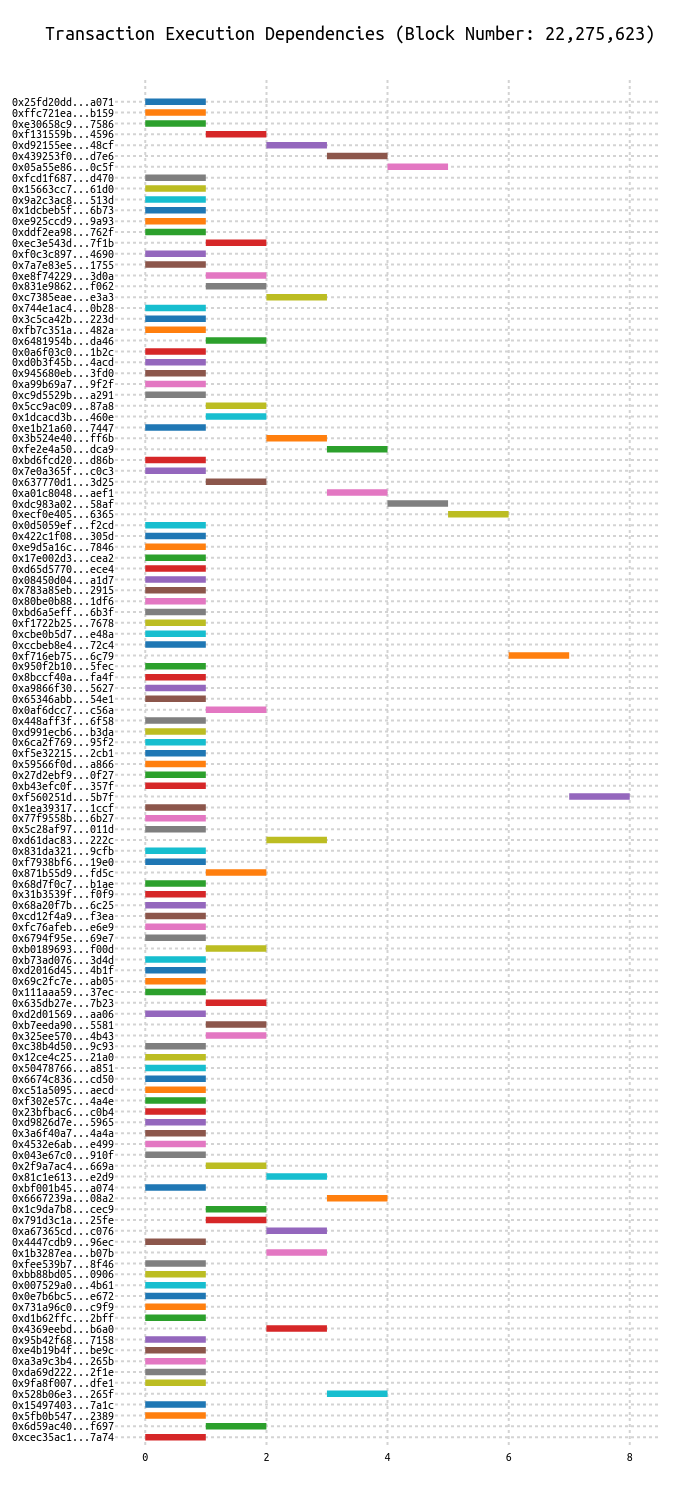 Transaction Execution Dependencies (Block Number: 22,275,623)
0x25fd20dd...a071
0xffc721ea...b159
0xe30658c9...7586
0xf131559b...4596
0xd92155ee...48cf
0x439253f0...d7e6
0x05a55e86...0c5f
0xfcd1f687...d470
0x15663cc7...61d0
0x9a2c3ac8...513d
0x1dcbeb5f...6b73
0xe925ccd9...9a93
0xddf2ea98...762f
0xec3e543d...7f1b
0xf0c3c897...4690
0x7a7e83e5...1755
0xe8f74229...3d0a
0x831e9862...f062
0xc7385eae...e3a3
0x744e1ac4...0b28
0x3c5ca42b...223d
0xfb7c351a...482a
0x6481954b...da46
0x0a6f03c0...1b2c
0xd0b3f45b...4acd
0x945680eb...3fd0
0xa99b69a7...9f2f
0xc9d5529b...a291
0x5cc9ac09...87a8
0x1dcacd3b...460e
0xe1b21a60...7447
0x3b524e40...ff6b
0xfe2e4a50...dca9
0xbd6fcd20...d86b
0x7e0a365f...c0c3
0x637770d1...3d25
0xa01c8048...aef1
0xdc983a02...58af
0xecf0e405...6365
0x0d5059ef...f2cd
0x422c1f08...305d
0xe9d5a16c...7846
0x17e002d3...cea2
0xd65d5770...ece4
0x08450d04...a1d7
0x783a85eb...2915
0x80be0b88...1df6
0xbd6a5eff...6b3f
0xf1722b25...7678
0xcbe0b5d7...e48a
0xccbeb8e4...72c4
0xf716eb75...6c79
0x950f2b10...5fec
0x8bccf40a...fa4f
0xa9866f30...5627
0x65346abb...54e1
0x0af6dcc7...c56a
0x448aff3f...6f58
0xd991ecb6...b3da
0x6ca2f769...95f2
0xf5e32215...2cb1
0x59566f0d...a866
0x27d2ebf9...0f27
0xb43efc0f...357f
0xf560251d...5b7f
0x1ea39317...1ccf
0x77f9558b...6b27
0x5c28af97...011d
0xd61dac83...222c
0x831da321...9cfb
0xf7938bf6...19e0
0x871b55d9...fd5c
0x68d7f0c7...b1ae
0x31b3539f...f0f9
0x68a20f7b...6c25
0xcd12f4a9...f3ea
0xfc76afeb...e6e9
0x6794f95e...69e7
0xb0189693...f00d
0xb73ad076...3d4d
0xd2016d45...4b1f
0x69c2fc7e...ab05
0x111aaa59...37ec
0x635db27e...7b23
0xd2d01569...aa06
0xb7eeda90...5581
0x325ee570...4b43
0xc38b4d50...9c93
0x12ce4c25...21a0
0x50478766...a851
0x6674c836...cd50
0xc51a5095...aecd
0xf302e57c...4a4e
0x23bfbac6...c0b4
0xd9826d7e...5965
0x3a6f40a7...4a4a
0x4532e6ab...e499
0x043e67c0...910f
0x2f9a7ac4...669a
0x81c1e613...e2d9
0xbf001b45...a074
0x6667239a...08a2
0x1c9da7b8...cec9
0x791d3c1a...25fe
0xa67365cd...c076
0x4447cdb9...96ec
0x1b3287ea...b07b
0xfee539b7...8f46
0xbb88bd05...0906
0x007529a0...4b61
0x0e7b6bc5...e672
0x731a96c0...c9f9
0xd1b62ffc...2bff
0x4369eebd...b6a0
0x95b42f68...7158
0xe4b19b4f...be9c
0xa3a9c3b4...265b
0xda69d222...2f1e
0x9fa8f007...dfe1
0x528b06e3...265f
0x15497403...7a1c
0x5fb0b547...2389
0x6d59ac40...f697
0xcec35ac1...7a74
0 2 4 6 8